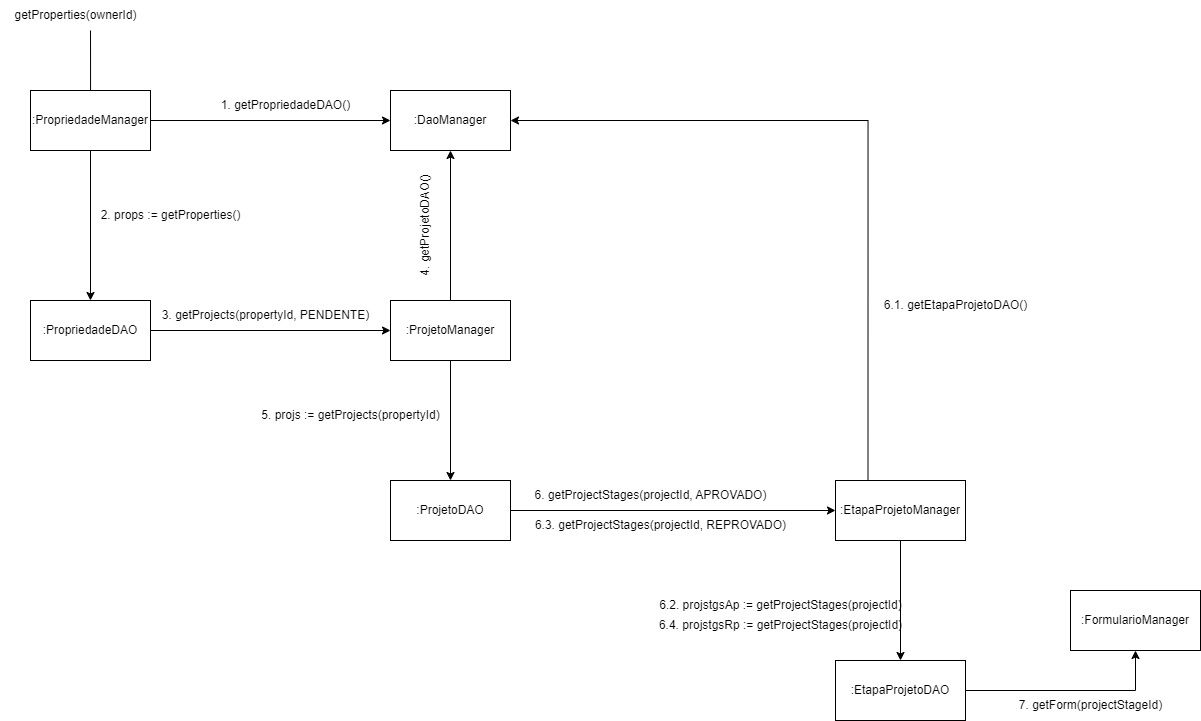 getProperties(ownerId)
1. getPropriedadeDAO()
:PropriedadeManager
:DaoManager
4. getProjetoDAO()
2. props := getProperties()
6.1. getEtapaProjetoDAO()
3. getProjects(propertyId, PENDENTE)
:PropriedadeDAO
:ProjetoManager
5. projs := getProjects(propertyId)
6. getProjectStages(projectId, APROVADO)
:ProjetoDAO
:EtapaProjetoManager
6.3. getProjectStages(projectId, REPROVADO)
6.2. projstgsAp := getProjectStages(projectId)
6.4. projstgsRp := getProjectStages(projectId)
:FormularioManager
:EtapaProjetoDAO
7. getForm(projectStageId)